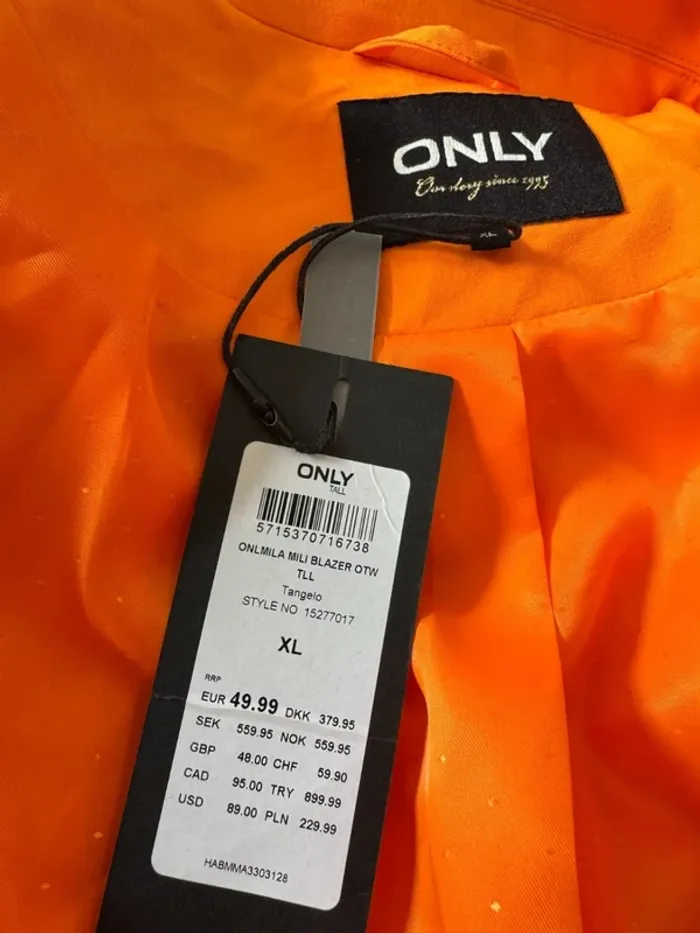 ONLY
Our story since 1995
XL
ONLY
TALL
5715370716738
ONLMILA MILI BLAZER OTW
TLL
Tangelo
STYLE NO 15277017
XL
RRP
EUR 49.99 DKK 379.95
SEK 559.95 NOK 559.95
GBP 48.00 CHF 59.90
CAD 95.00 TRY 899.99
USD 89.00 PLN 229.99
HABMMA3303128